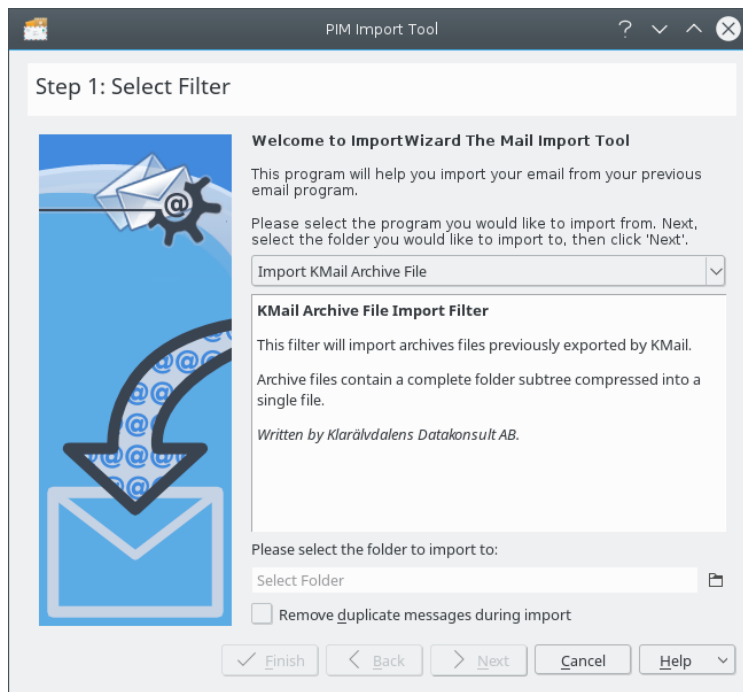 PIM Import Tool
Step 1: Select Filter
Welcome to ImportWizard The Mail Import Tool
This program will help you import your email from your previous
email program.
Please select the program you would like to import from. Next,
select the folder you would like to import to, then click 'Next'.
Import KMail Archive File
KMail Archive File Import Filter
This filter will import archives files previously exported by KMail.
Archive files contain a complete folder subtree compressed into a
single file.
Written by Klarälvdalens Datakonsult AB.
Please select the folder to import to:
Select Folder
Remove duplicate messages during import
Finish Back Next Cancel Help